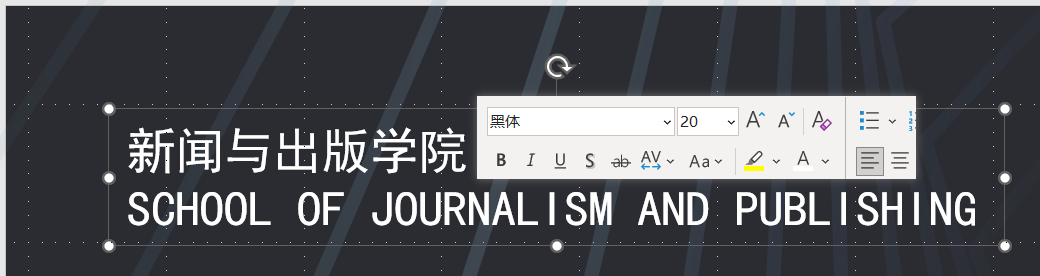 黑体 20 A A A
B I U S ab AV Aa A
新闻与出版学院
SCHOOL OF JOURNALISM AND PUBLISHING